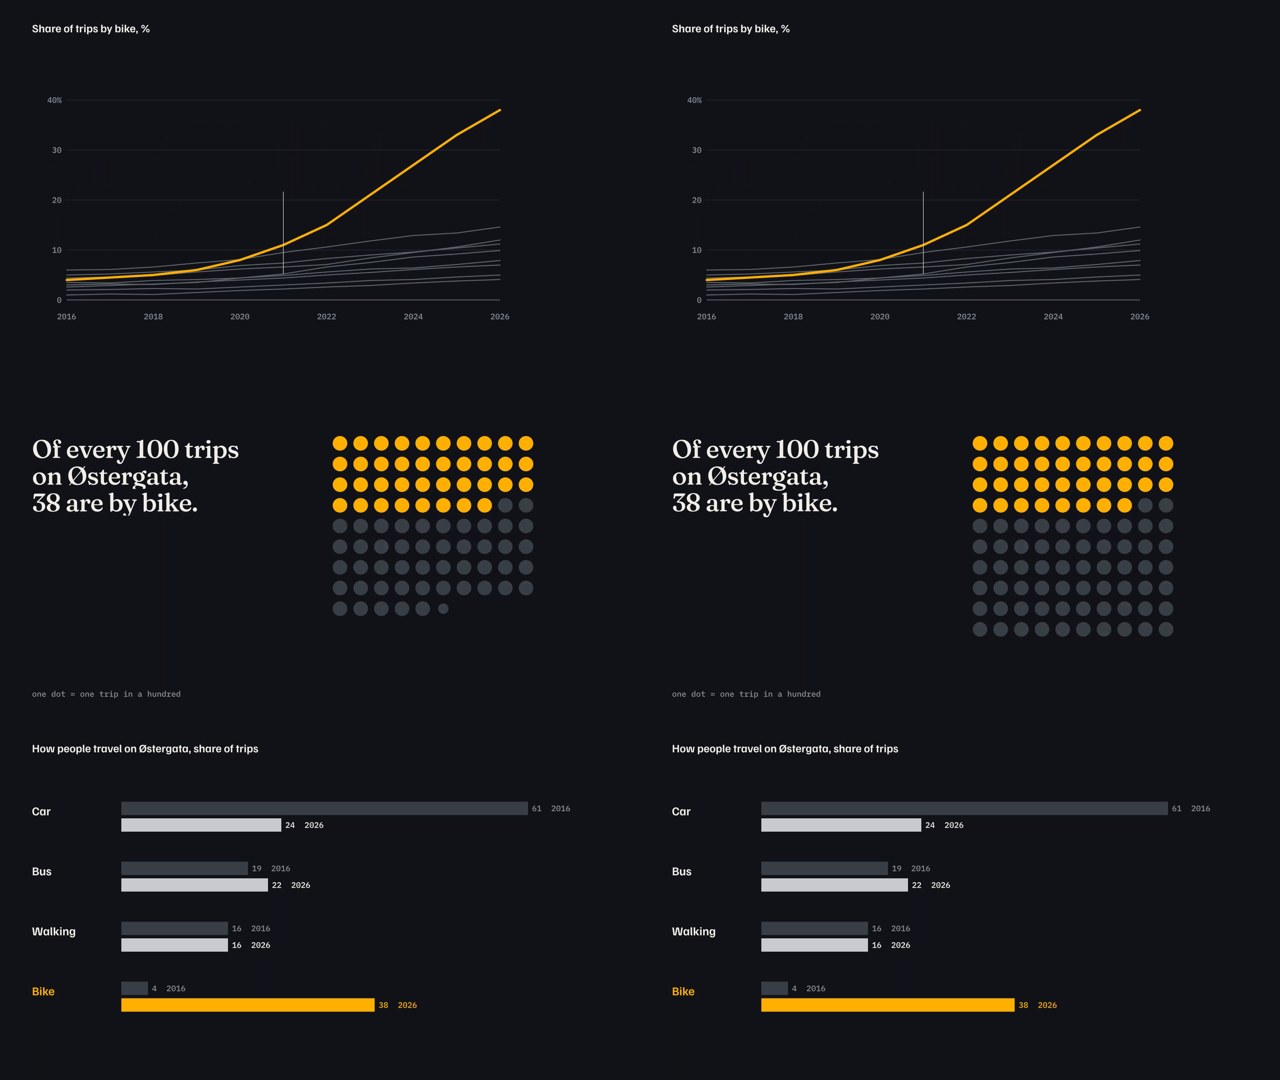 Share of trips by bike, %
40%
30
20
10
0
2016 2018 2020 2022 2024 2026
Share of trips by bike, %
40%
30
20
10
0
2016 2018 2020 2022 2024 2026
Of every 100 trips
on Østergata,
38 are by bike.
one dot = one trip in a hundred
Of every 100 trips
on Østergata,
38 are by bike.
one dot = one trip in a hundred
How people travel on Østergata, share of trips
Car
61 2016
24 2026
Bus
19 2016
22 2026
Walking
16 2016
16 2026
Bike
4 2016
38 2026
How people travel on Østergata, share of trips
Car
61 2016
24 2026
Bus
19 2016
22 2026
Walking
16 2016
16 2026
Bike
4 2016
38 2026